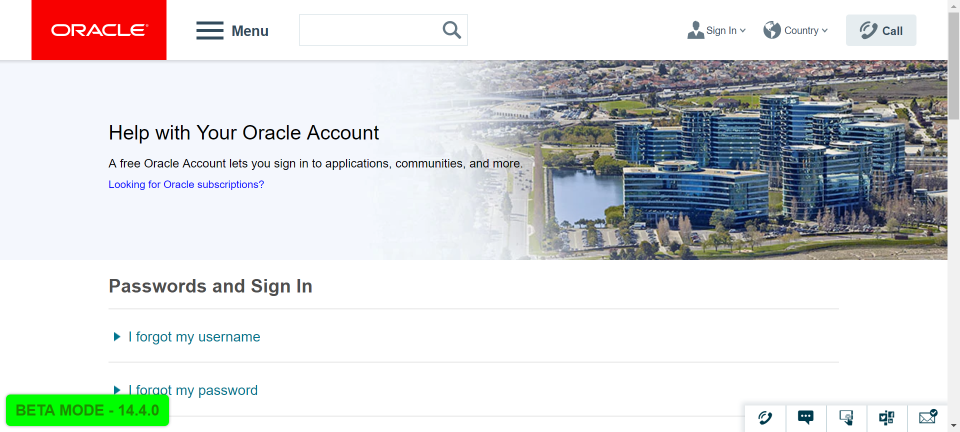 ORACLE
Menu
Sign In
Country
Call
Help with Your Oracle Account
A free Oracle Account lets you sign in to applications, communities, and more.
Looking for Oracle subscriptions?
Passwords and Sign In
I forgot my username
I forgot my password
BETA MODE - 14.4.0